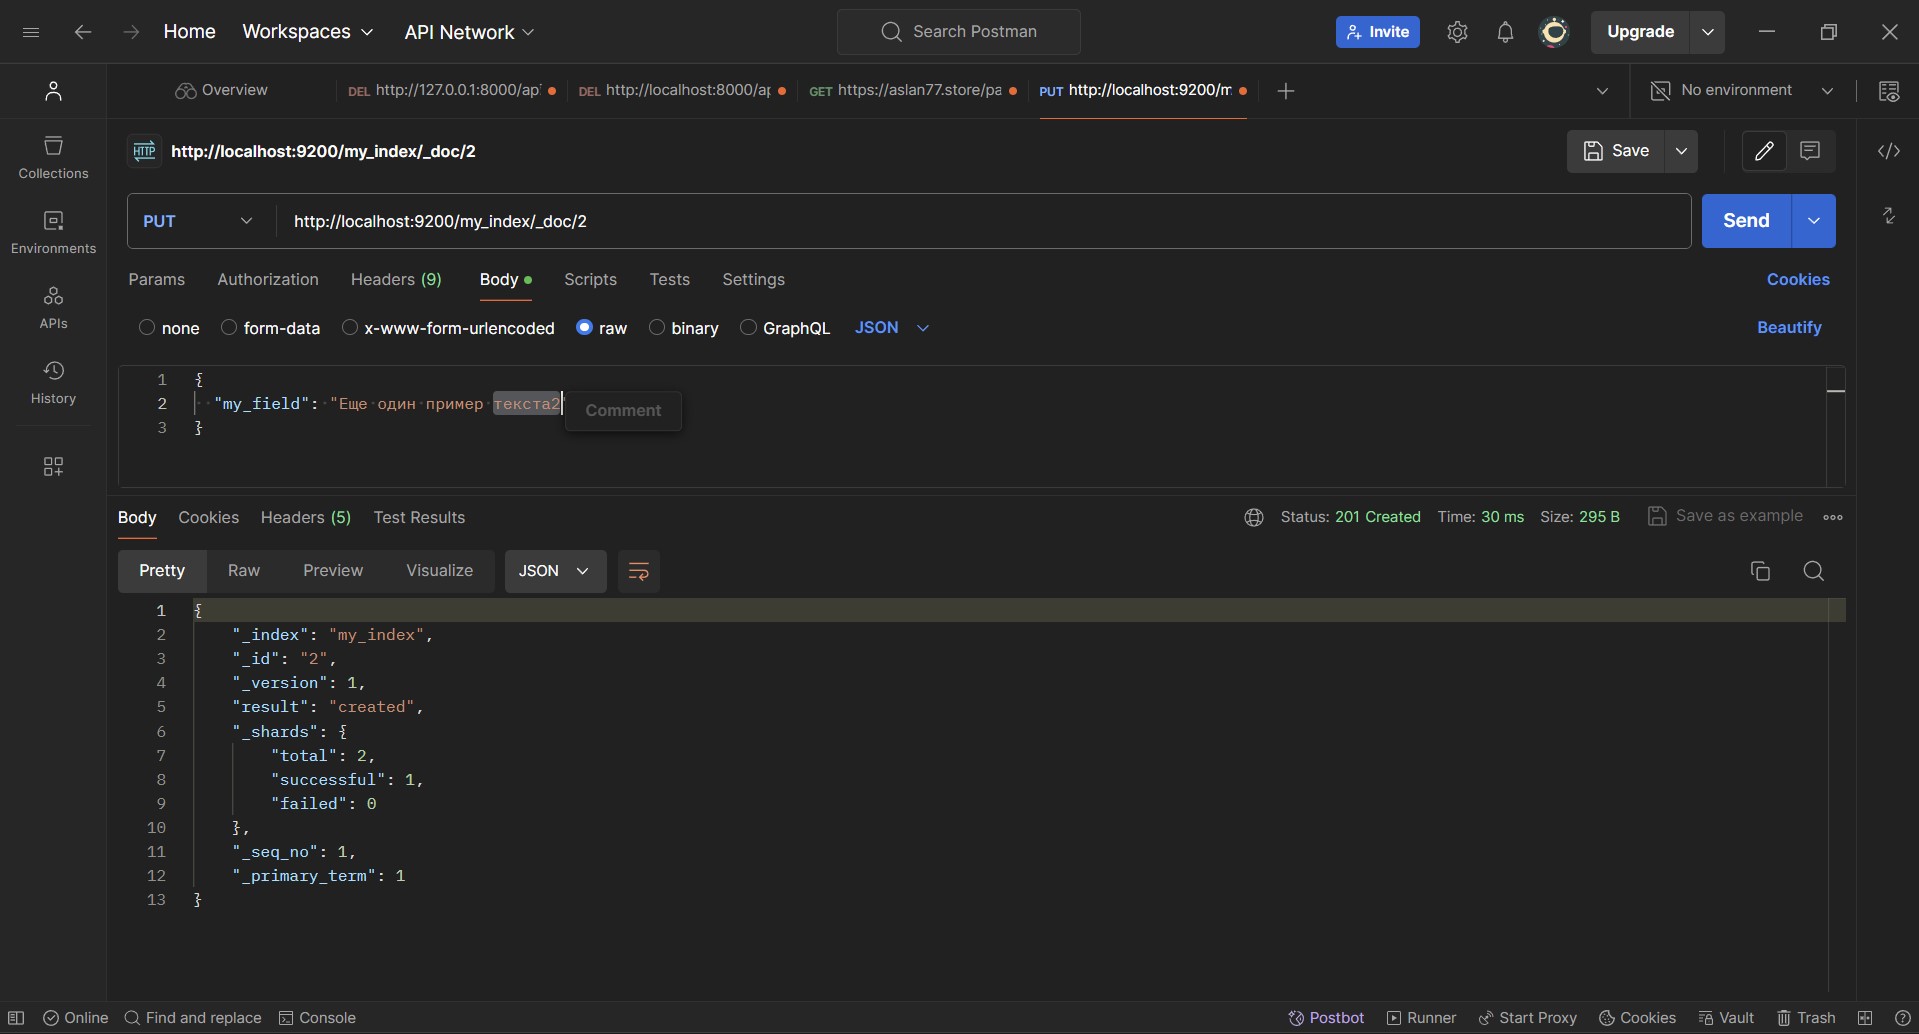 Home Workspaces API Network Search Postman Invite Upgrade
Overview DEL http://127.0.0.1:8000/api DEL http://localhost:8000/ap GET https://aslan77.store/pa PUT http://localhost:9200/m No environment
HTTP http://localhost:9200/my_index/_doc/2 Save
PUT http://localhost:9200/my_index/_doc/2 Send
Collections
Environments
APIs
History
Params Authorization Headers (9) Body Scripts Tests Settings Cookies
none form-data x-www-form-urlencoded raw binary GraphQL JSON Beautify
1 {
2 "my_field": "Еще один пример текста2"
Comment
3 }
Body Cookies Headers (5) Test Results Status: 201 Created Time: 30 ms Size: 295 B Save as example
Pretty Raw Preview Visualize JSON
1 {
2 "_index": "my_index",
3 "_id": "2",
4 "_version": 1,
5 "result": "created",
6 "_shards": {
7 "total": 2,
8 "successful": 1,
9 "failed": 0
10 },
11 "_seq_no": 1,
12 "_primary_term": 1
13 }
Online Find and replace Console Postbot Runner Start Proxy Cookies Vault Trash